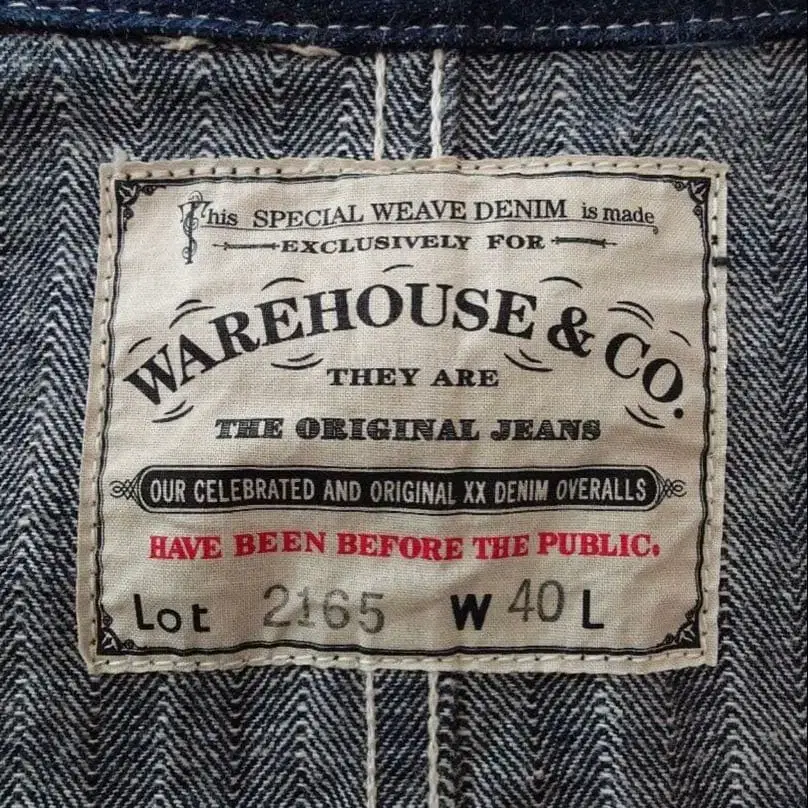 This SPECIAL WEAVE DENIM is made
EXCLUSIVELY FOR
WAREHOUSE & CO.
THEY ARE
THE ORIGINAL JEANS
OUR CELEBRATED AND ORIGINAL XX DENIM OVERALLS
HAVE BEEN BEFORE THE PUBLIC.
Lot 2165 W 40 L